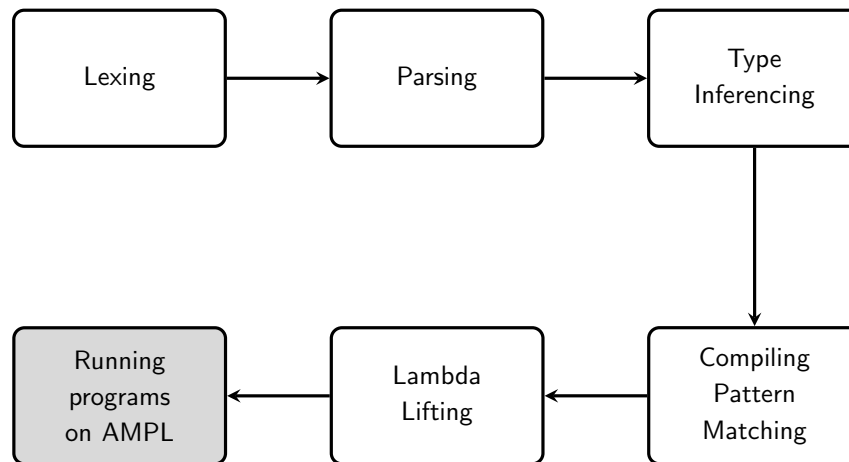 Lexing
Parsing
Type
Inferencing
Compiling
Pattern
Matching
Lambda
Lifting
Running
programs
on AMPL